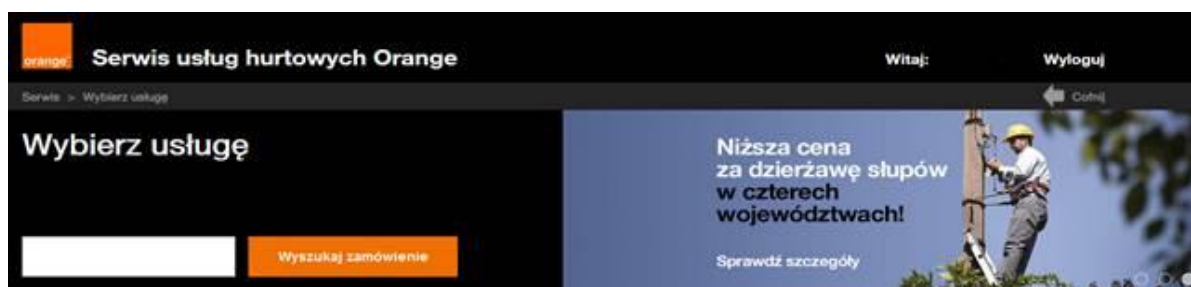 orange
Serwis usług hurtowych Orange
Witaj:
Wyloguj
Serwis > Wybierz usługę
Cofnij
Wybierz usługę
Niższa cena
za dzierżawę słupów
w czterech
województwach!
Wyszukaj zamówienie
Sprawdź szczegóły